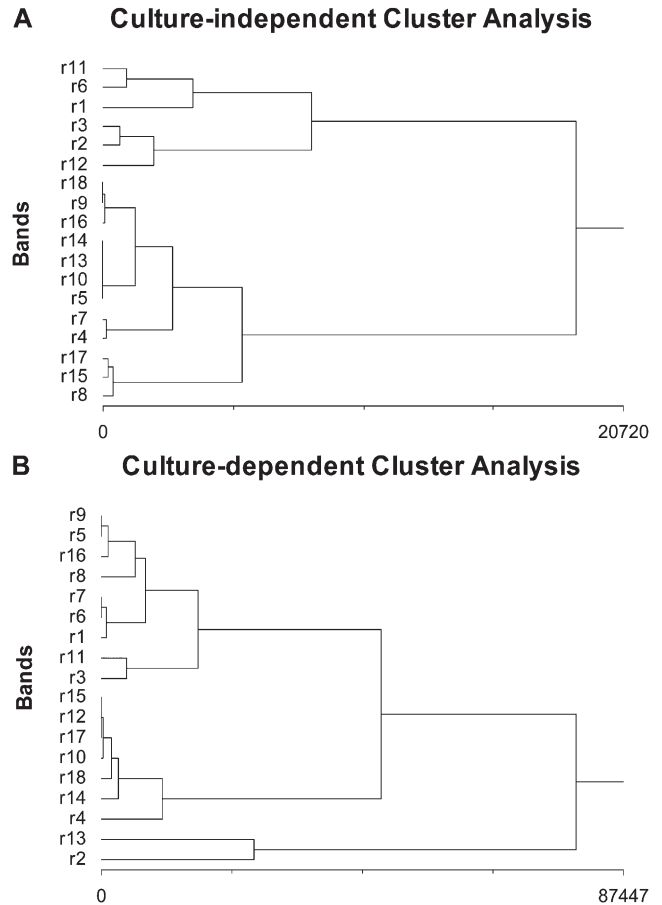 A Culture-independent Cluster Analysis
r11
r6
r1
r3
r2
r12
r18
r9
r16
r14
r13
r10
r5
r7
r4
r17
r15
r8
Bands
0 20720
B Culture-dependent Cluster Analysis
r9
r5
r16
r8
r7
r6
r1
r11
r3
r15
r12
r17
r10
r18
r14
r4
r13
r2
Bands
0 87447